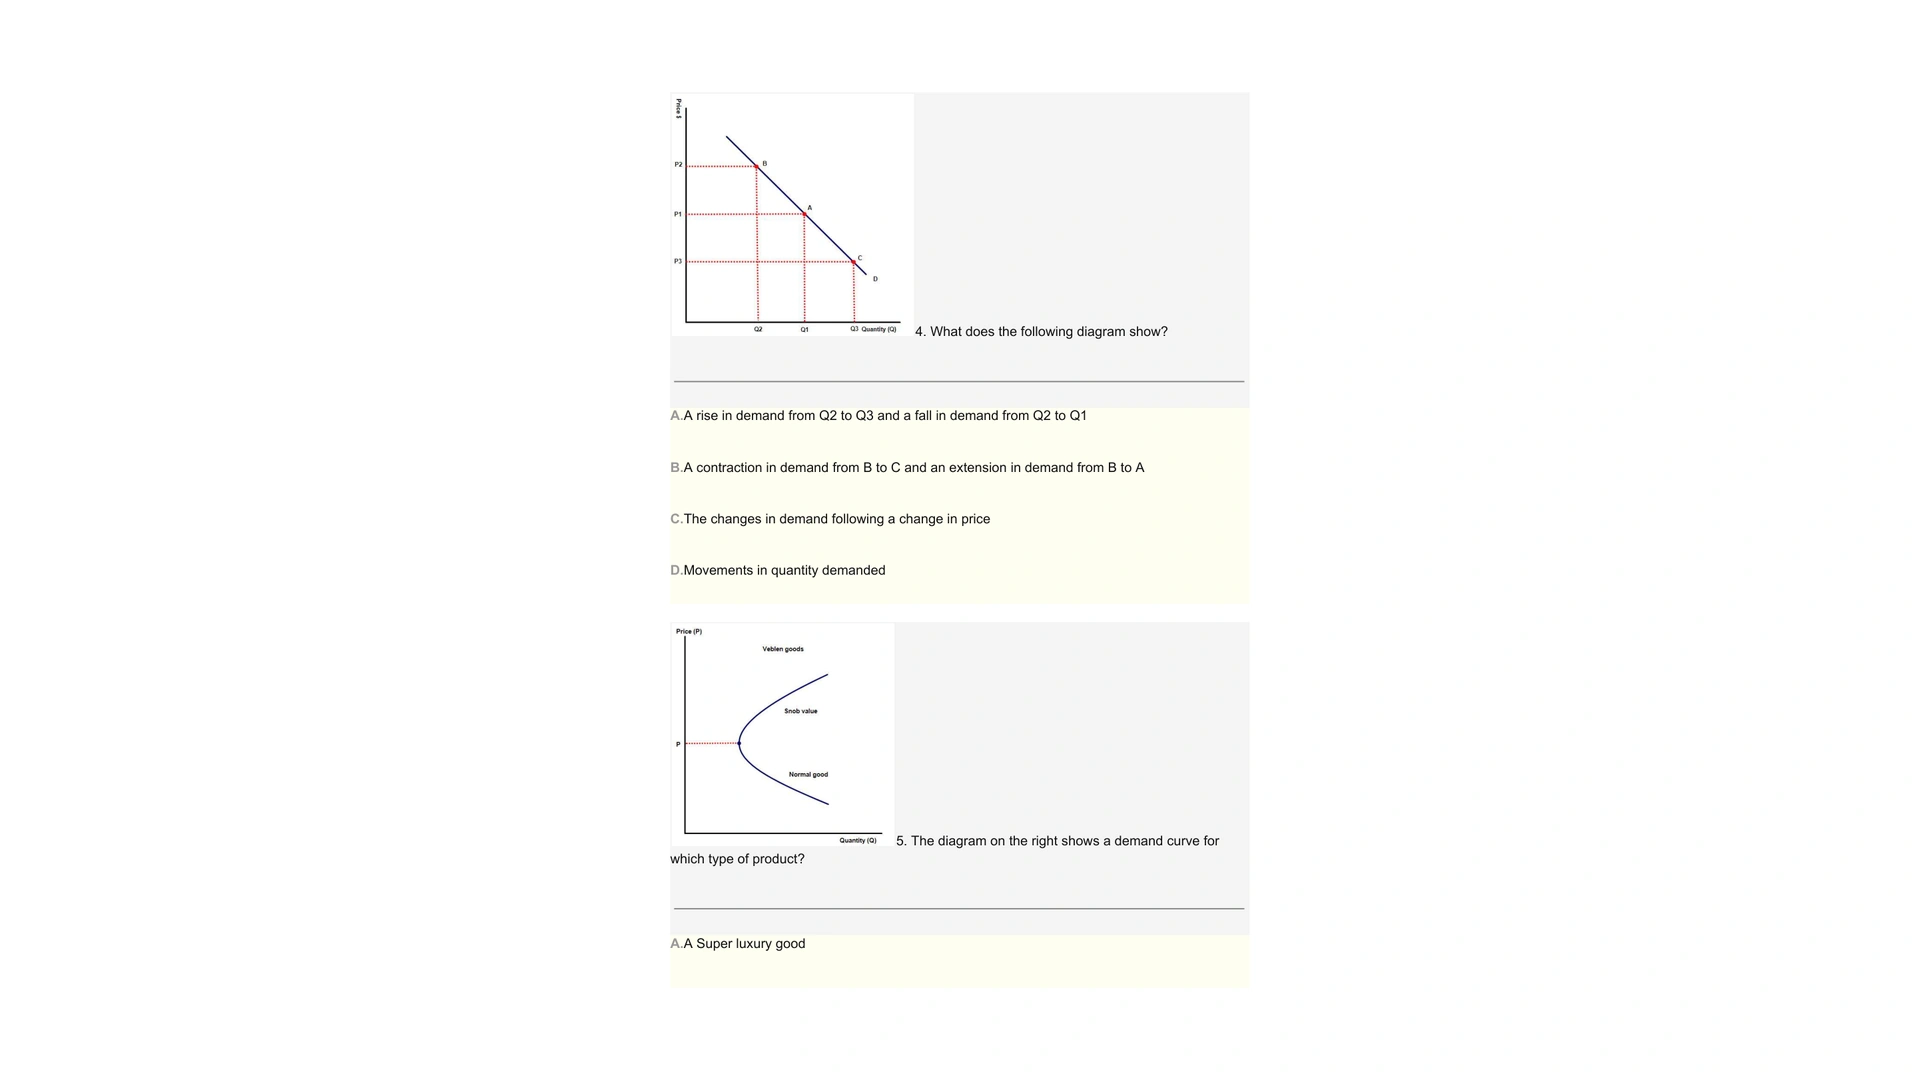 Price $
P2
B
P1
A
P3
C
D
Q2
Q1
Q3 Quantity (Q)
4. What does the following diagram show?
A.A rise in demand from Q2 to Q3 and a fall in demand from Q2 to Q1
B.A contraction in demand from B to C and an extension in demand from B to A
C.The changes in demand following a change in price
D.Movements in quantity demanded
Price (P)
Veblen goods
Snob value
P
Normal good
Quantity (Q)
5. The diagram on the right shows a demand curve for
which type of product?
A.A Super luxury good